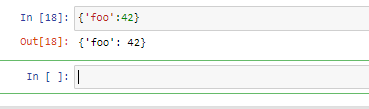 In [18]: {'foo':42}
Out[18]: {'foo': 42}
In [ ]: